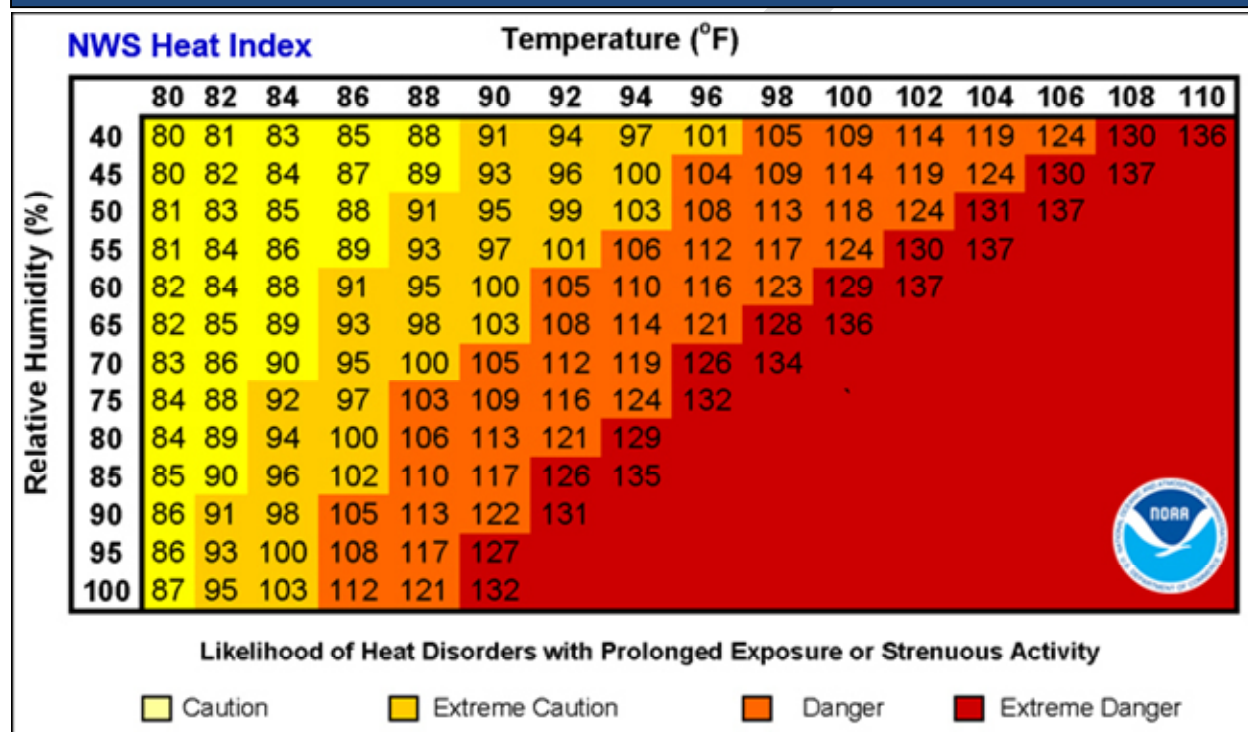 NWS Heat Index
Temperature (°F)
80 82 84 86 88 90 92 94 96 98 100 102 104 106 108 110
Relative Humidity (%)
40 80 81 83 85 88 91 94 97 101 105 109 114 119 124 130 136
45 80 82 84 87 89 93 96 100 104 109 114 119 124 130 137
50 81 83 85 88 91 95 99 103 108 113 118 124 131 137
55 81 84 86 89 93 97 101 106 112 117 124 130 137
60 82 84 88 91 95 100 105 110 116 123 129 137
65 82 85 89 93 98 103 108 114 121 128 136
70 83 86 90 95 100 105 112 119 126 134
75 84 88 92 97 103 109 116 124 132
80 84 89 94 100 106 113 121 129
85 85 90 96 102 110 117 126 135
90 86 91 98 105 113 122 131
95 86 93 100 108 117 127
100 87 95 103 112 121 132
NOAA
Likelihood of Heat Disorders with Prolonged Exposure or Strenuous Activity
Caution
Extreme Caution
Danger
Extreme Danger